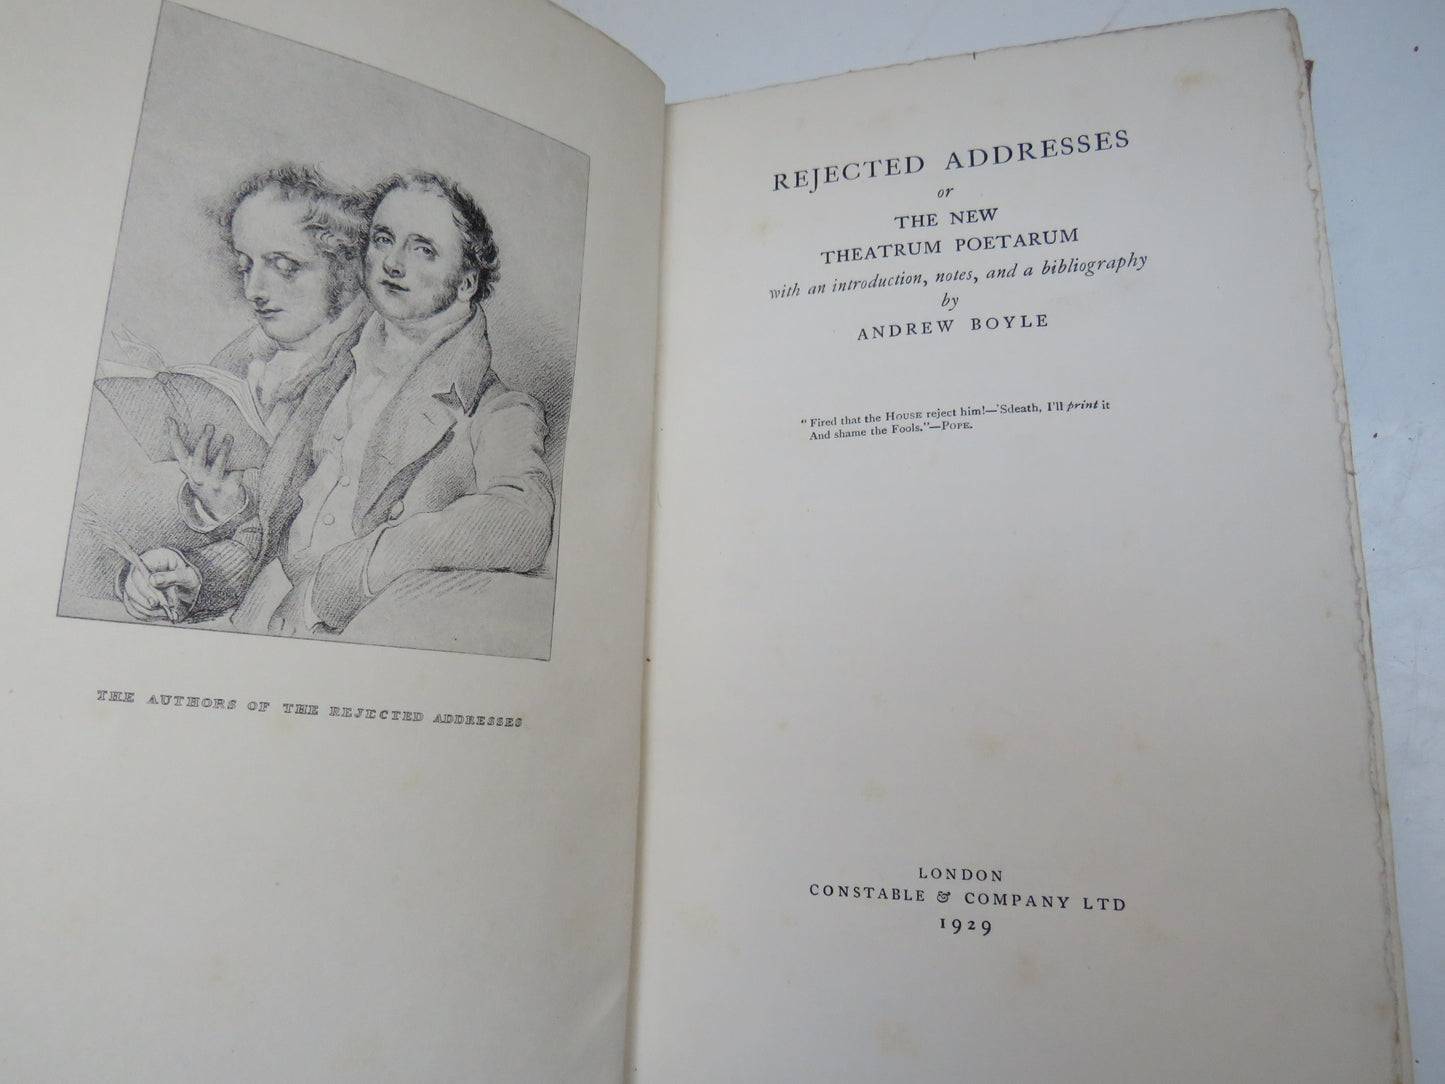 THE AUTHORS OF THE REJECTED ADDRESSES
REJECTED ADDRESSES
or
THE NEW
THEATRUM POETARUM
with an introduction, notes, and a bibliography
by
ANDREW BOYLE
"Fired that the HOUSE reject him!—'Sdeath, I'll print it
And shame the Fools."—POPE.
LONDON
CONSTABLE & COMPANY LTD
1929